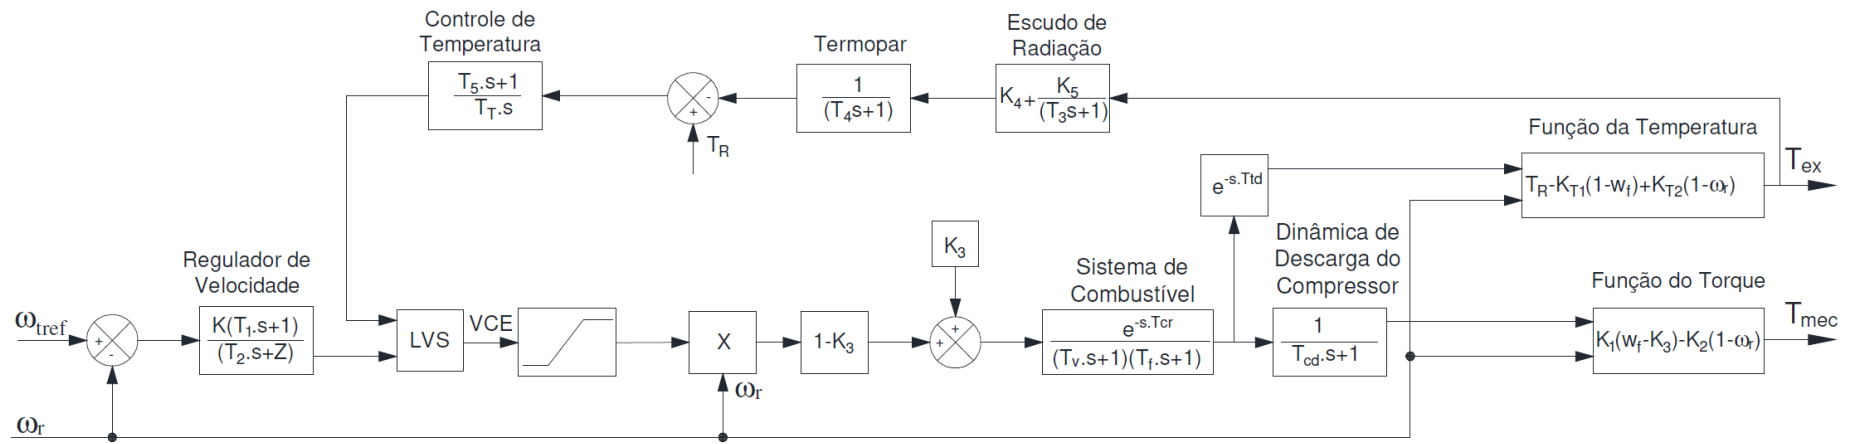 Controle de
Temperatura
T5.s+1
TT.s
-
+
TR
Termopar
1
(T4s+1)
Escudo de
Radiação
K4+ K5
(T3s+1)
Função da Temperatura
TR-KT1(1-wf)+KT2(1-ωr)
Tex
e-s.Ttd
K3
Regulador de
Velocidade
ωtref
+
-
K(T1.s+1)
(T2.s+Z)
LVS
VCE
X
ωr
1-K3
+
+
Sistema de
Combustível
e-s.Tcr
(Tv.s+1)(Tf.s+1)
Dinâmica de
Descarga do
Compressor
1
Tcd.s+1
Função do Torque
K1(wf-K3)-K2(1-ωr)
Tmec
ωr